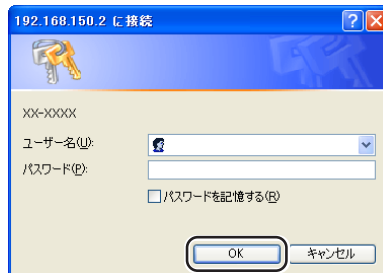 192.168.150.2 に接続
XX-XXXX
ユーザー名(U):
パスワード(P):
パスワードを記憶する(R)
OK キャンセル